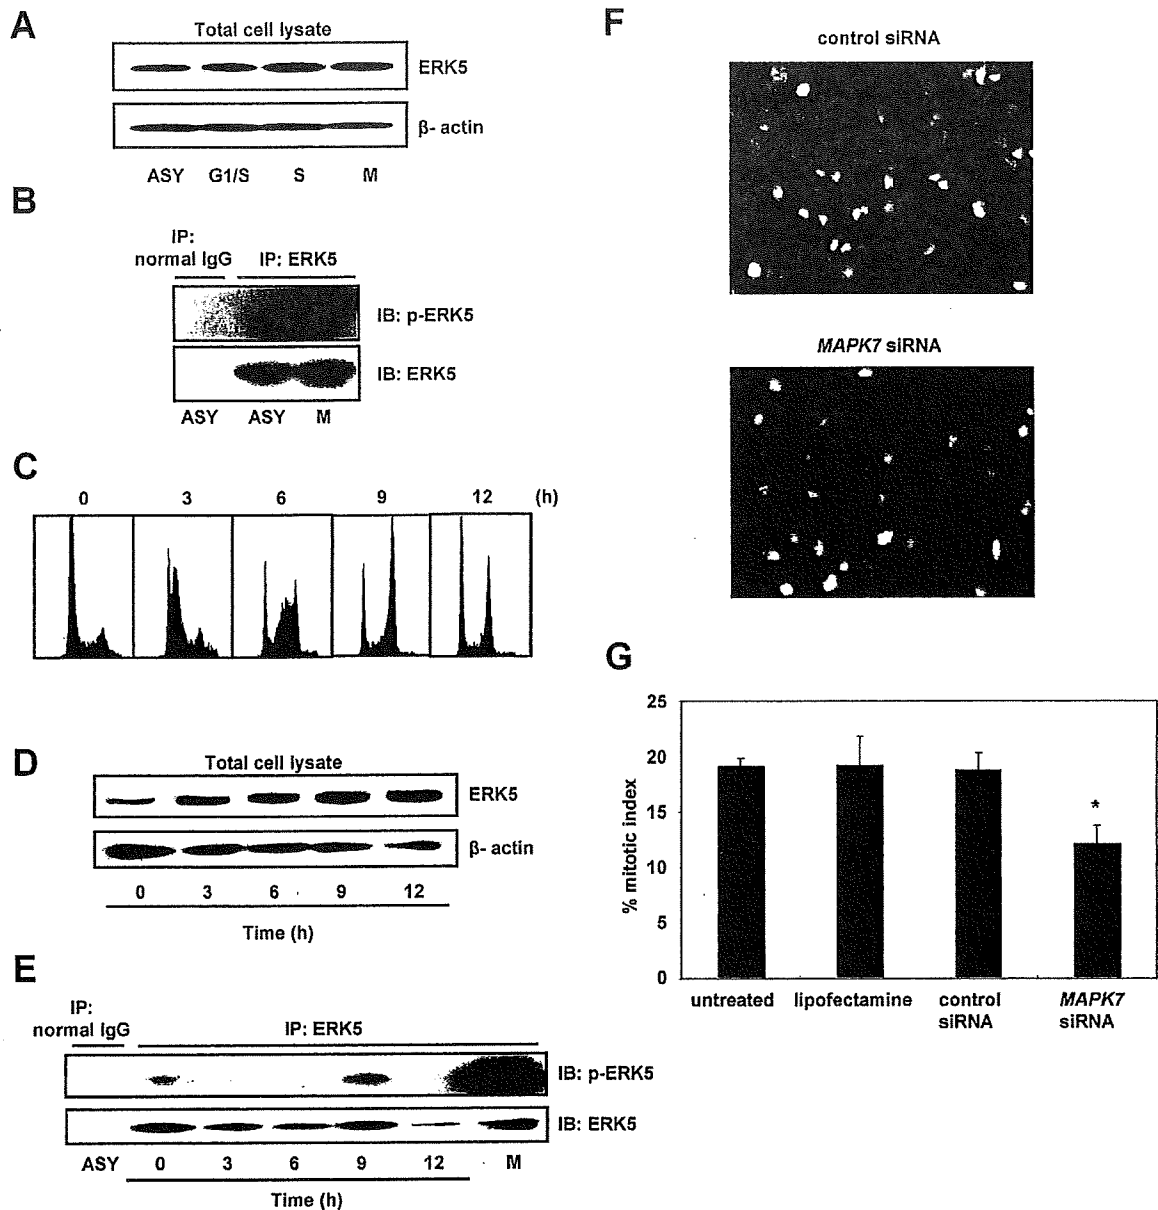 A
Total cell lysate
ERK5
β- actin
ASY G1/S S M
B
IP:
normal IgG
IP: ERK5
IB: p-ERK5
IB: ERK5
ASY ASY M
C
0 3 6 9 12 (h)
D
Total cell lysate
ERK5
β- actin
0 3 6 9 12
Time (h)
E
IP:
normal IgG
IP: ERK5
IB: p-ERK5
IB: ERK5
ASY 0 3 6 9 12 M
Time (h)
F
control siRNA
MAPK7 siRNA
G
% mitotic index
25
20
15
10
5
0
*
untreated lipofectamine control siRNA MAPK7 siRNA